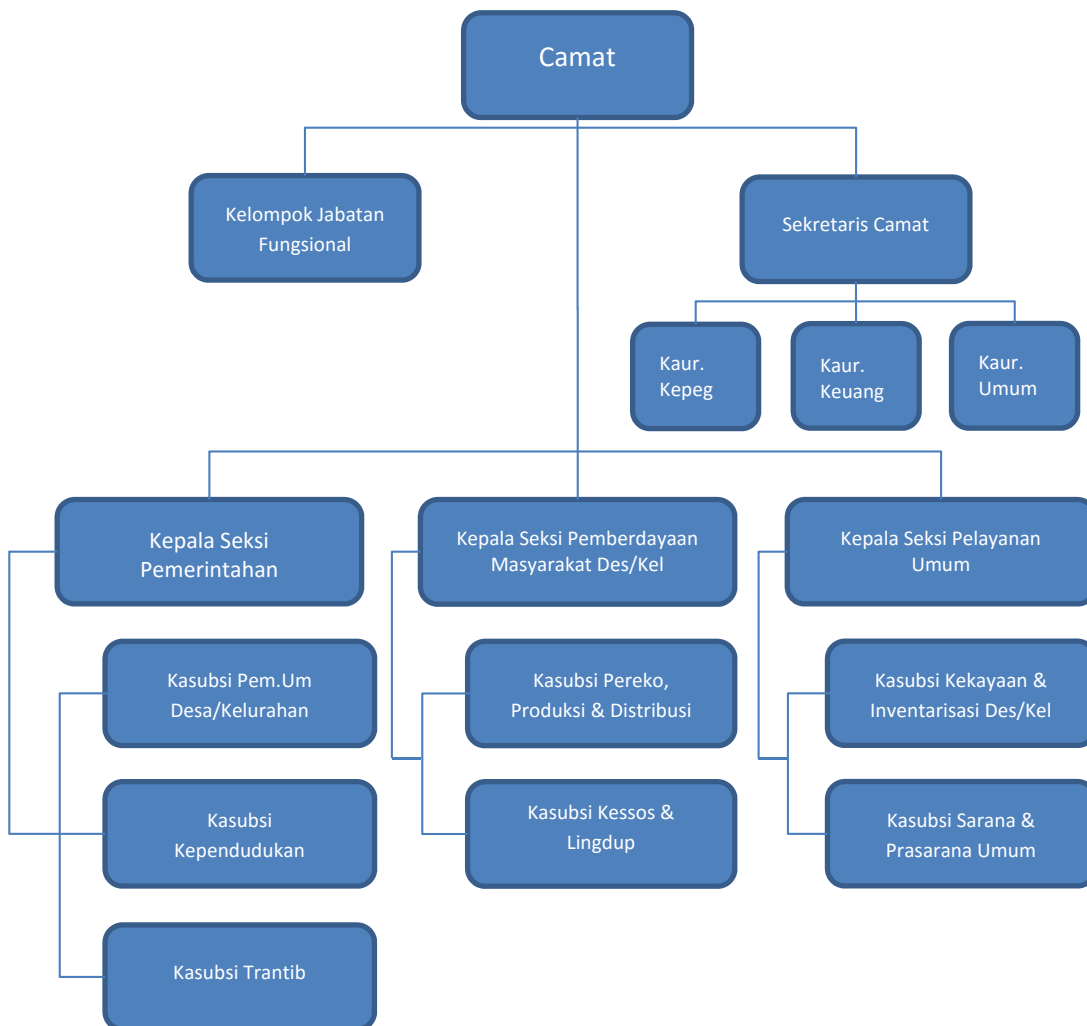 Camat
Kelompok Jabatan
Fungsional
Sekretaris Camat
Kaur.
Kepeg
Kaur.
Keuang
Kaur.
Umum
Kepala Seksi
Pemerintahan
Kepala Seksi Pemberdayaan
Masyarakat Des/Kel
Kepala Seksi Pelayanan
Umum
Kasubsi Pem.Um
Desa/Kelurahan
Kasubsi Pereko,
Produksi & Distribusi
Kasubsi Kekayaan &
Inventarisasi Des/Kel
Kasubsi
Kependudukan
Kasubsi Kessos &
Lingdup
Kasubsi Sarana &
Prasarana Umum
Kasubsi Trantib